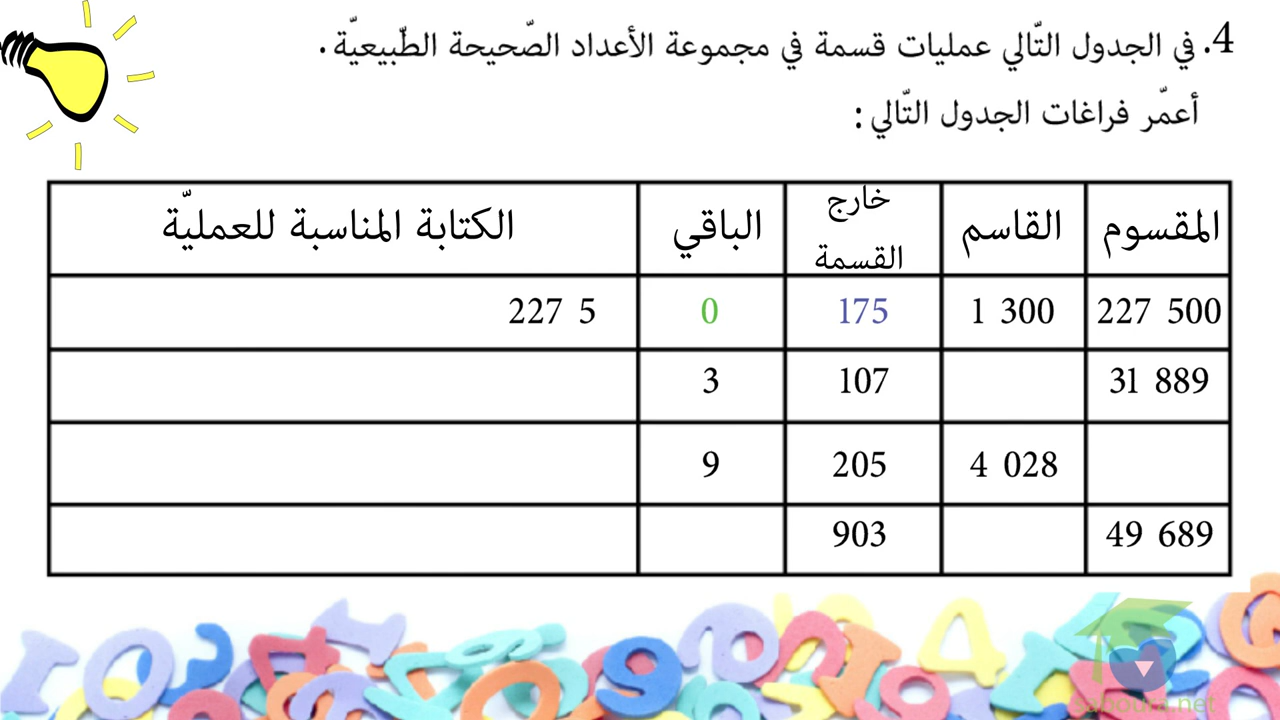 4. في الجدول التّالي عمليات قسمة في مجموعة الأعداد الصّحيحة الطّبيعيّة .
أعمّر فراغات الجدول التّالي :
المقسوم القاسم خارج القسمة الباقي الكتابة المناسبة للعمليّة
227 500 1 300 175 0 227 5
31 889 107 3
4 028 205 9
49 689 903
saboura.net